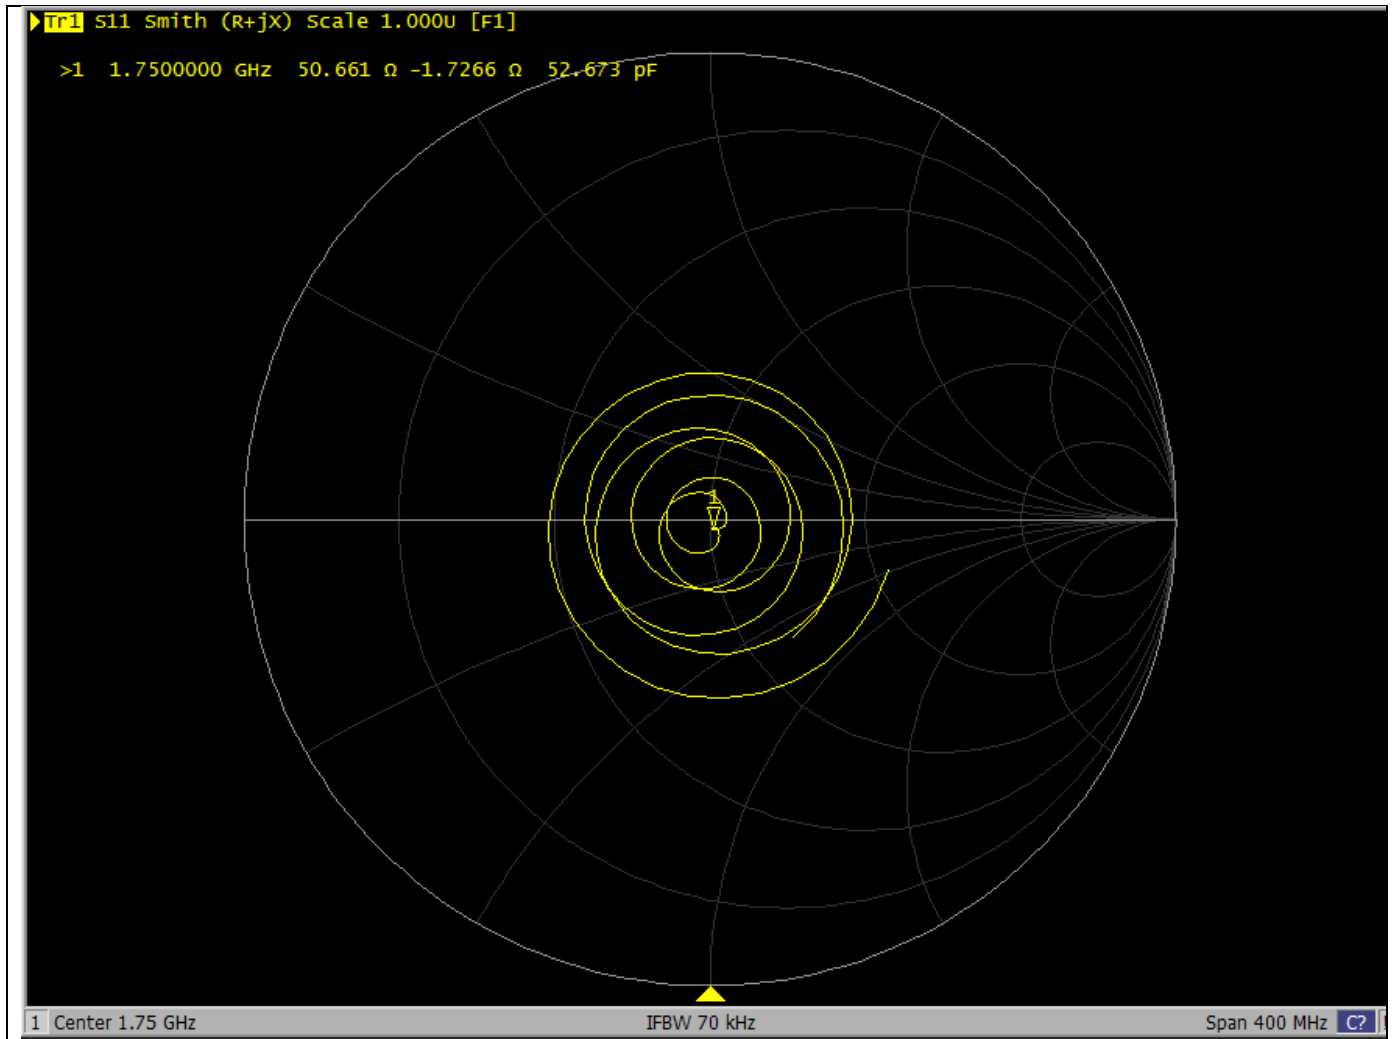 Tr1 S11 Smith (R+jX) Scale 1.000U [F1]
>1 1.7500000 GHz 50.661 Ω -1.7266 Ω 52.673 pF
1
1 Center 1.75 GHz IFBW 70 kHz Span 400 MHz C?